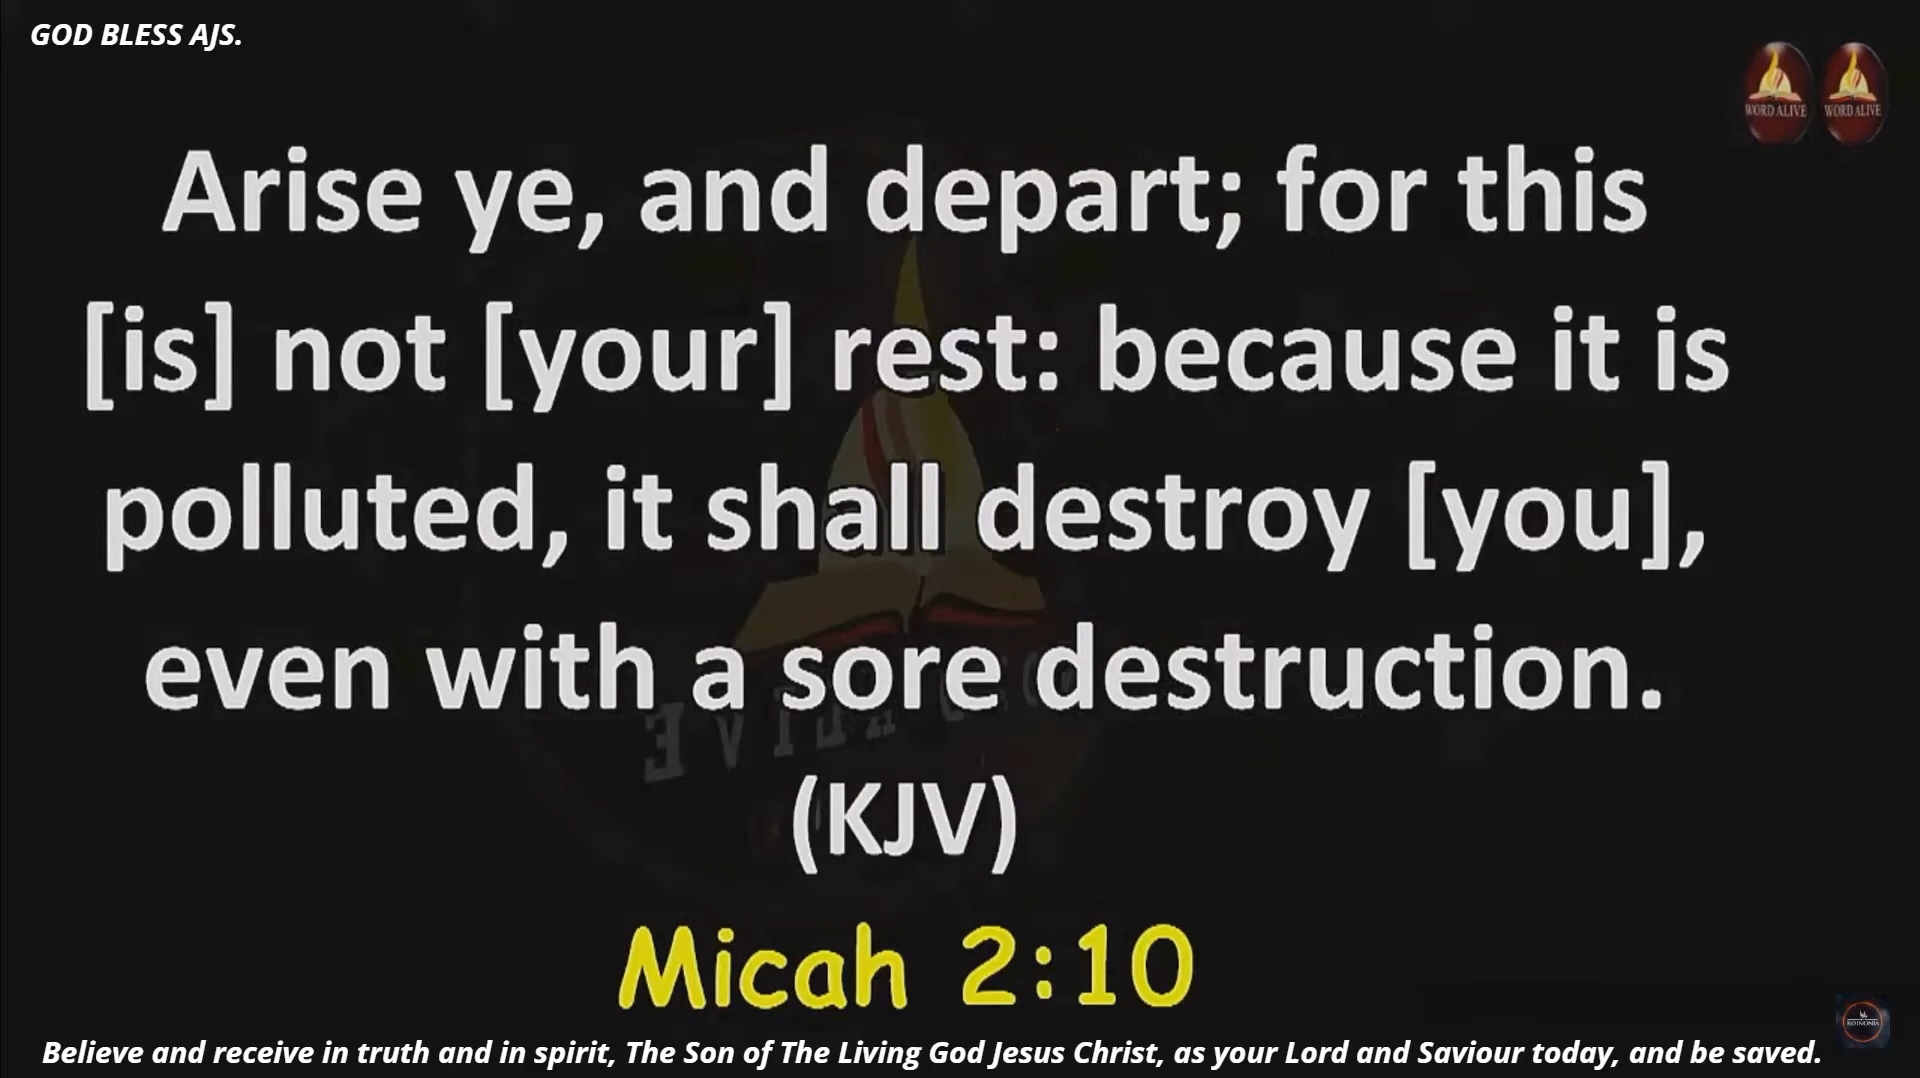 GOD BLESS AJS.
WORD ALIVE WORD ALIVE
Arise ye, and depart; for this
[is] not [your] rest: because it is
polluted, it shall destroy [you],
even with a sore destruction.
(KJV)
Micah 2:10
KOINONIA
Believe and receive in truth and in spirit, The Son of The Living God Jesus Christ, as your Lord and Saviour today, and be saved.